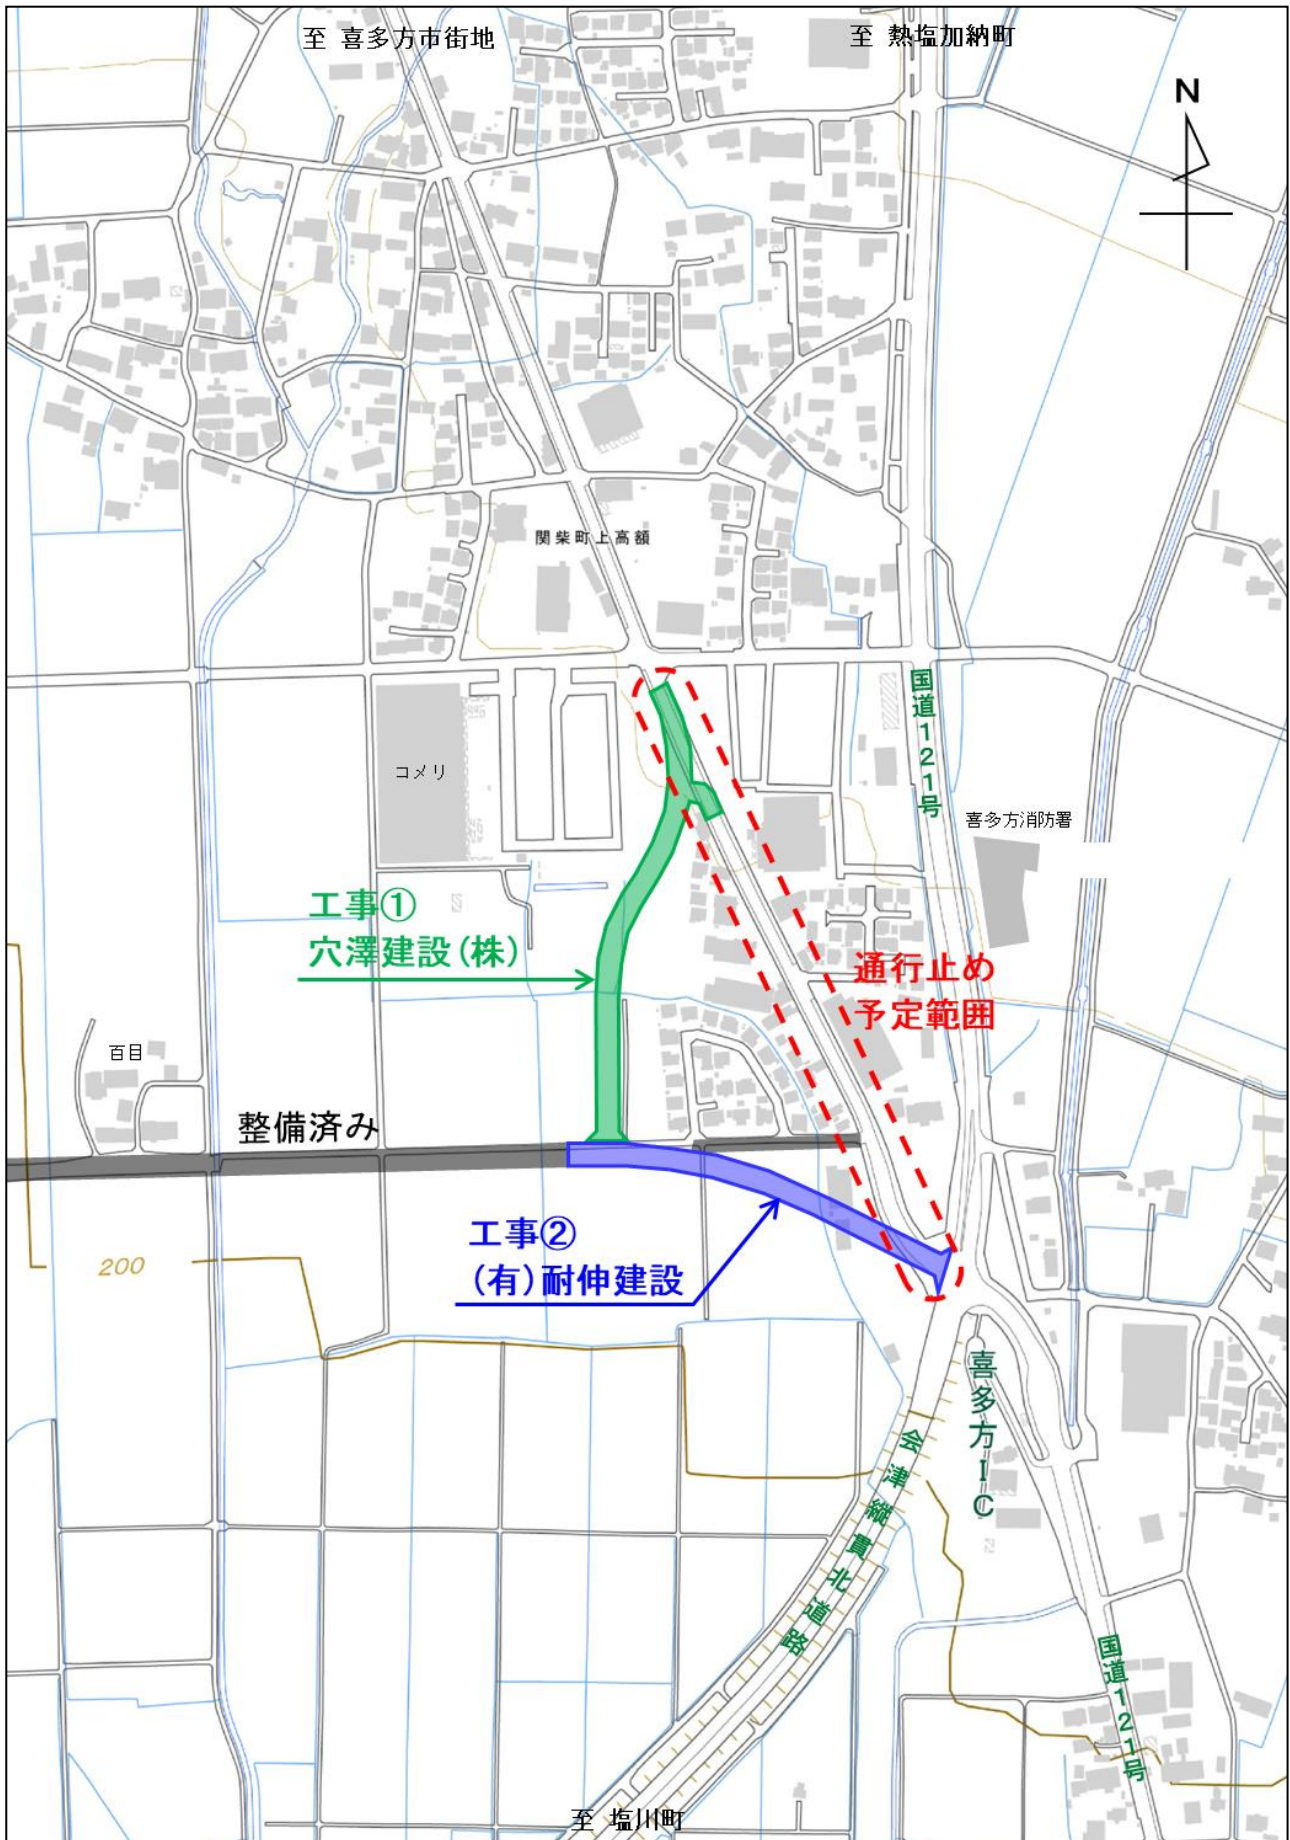 至 喜多方市街地
至 熱塩加納町
N
関柴町上高額
国道121号
コメリ
喜多方消防署
工事①
穴澤建設(株)
通行止め
予定範囲
百目
整備済み
工事②
(有)耐伸建設
200
喜多方IC
会津縦貫北道路
国道121号
至 塩川町